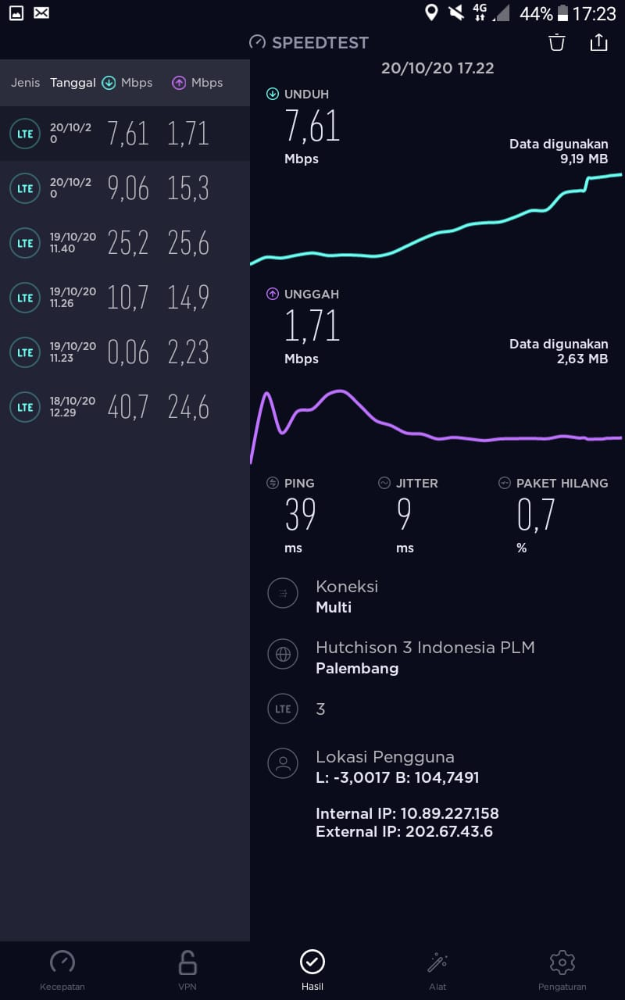 4G 44% 17:23
SPEEDTEST
Jenis Tanggal Mbps Mbps
LTE 20/10/2 7,61 1,71
0
LTE 20/10/2 9,06 15,3
0
LTE 19/10/20 25,2 25,6
11.40
LTE 19/10/20 10,7 14,9
11.26
LTE 19/10/20 0,06 2,23
11.23
LTE 18/10/20 40,7 24,6
12.29
20/10/20 17.22
UNDUH
7,61
Mbps
Data digunakan
9,19 MB
UNGGAH
1,71
Mbps
Data digunakan
2,63 MB
PING JITTER PAKET HILANG
39 9 0,7
ms ms %
Koneksi
Multi
Hutchison 3 Indonesia PLM
Palembang
LTE 3
Lokasi Pengguna
L: -3,0017 B: 104,7491
Internal IP: 10.89.227.158
External IP: 202.67.43.6
Kecepatan VPN Hasil Alat Pengaturan